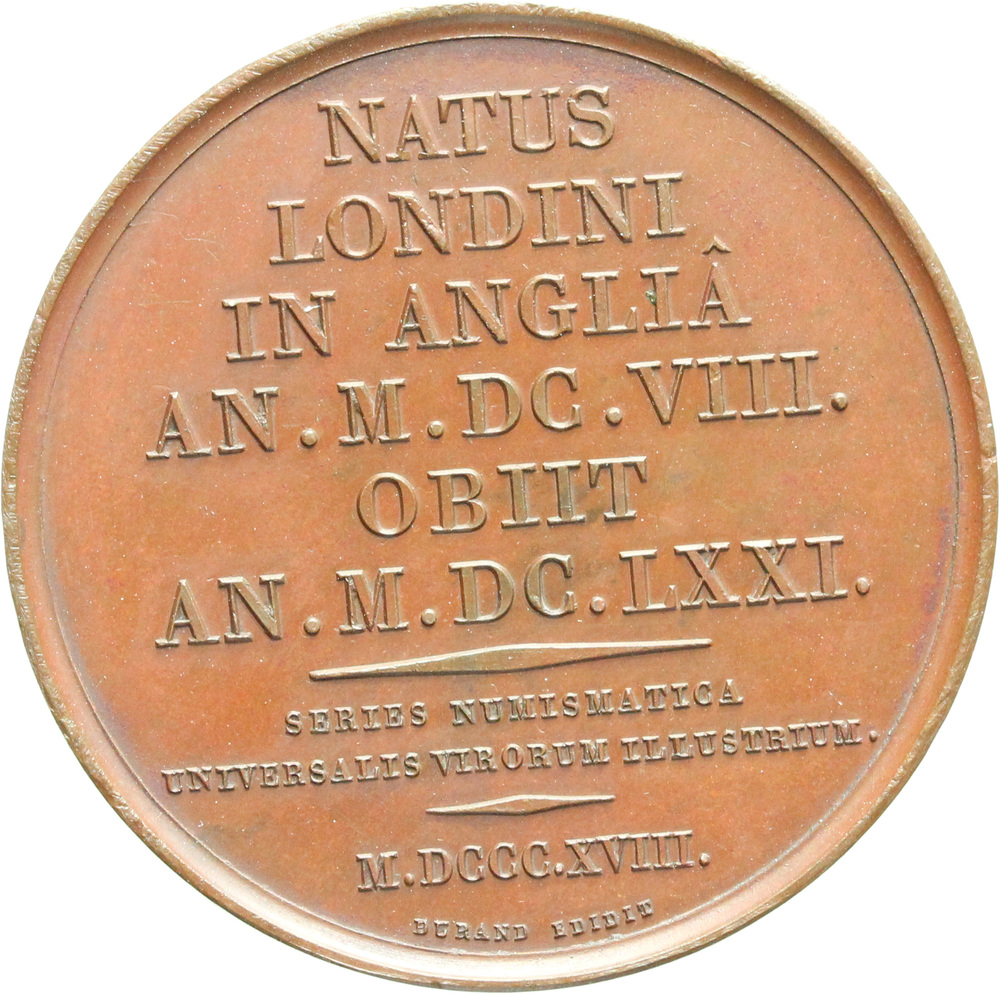 NATUS
LONDINI
IN ANGLIÂ
AN. M. DC. VIII.
OBIIT
AN. M. DC. LXXI.
SERIES NUMISMATICA
UNIVERSALIS VIRORUM ILLUSTRIUM.
M.DCCC.XVIII.
DURAND EDIDIT